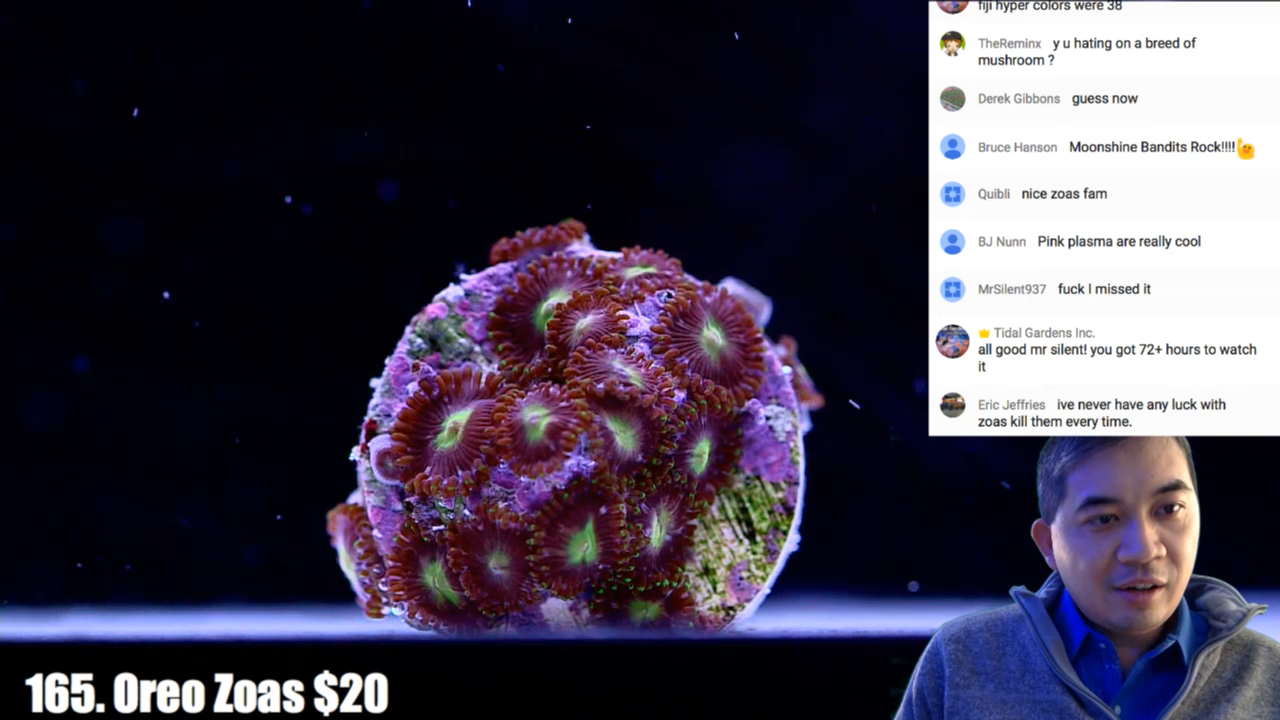 fiji hyper colors were 38
TheReminx y u hating on a breed of
mushroom ?
Derek Gibbons guess now
Bruce Hanson Moonshine Bandits Rock!!!!
Quibli nice zoas fam
BJ Nunn Pink plasma are really cool
MrSilent937 fuck I missed it
Tidal Gardens Inc.
all good mr silent! you got 72+ hours to watch
it
Eric Jeffries ive never have any luck with
zoas kill them every time.
165. Oreo Zoas $20